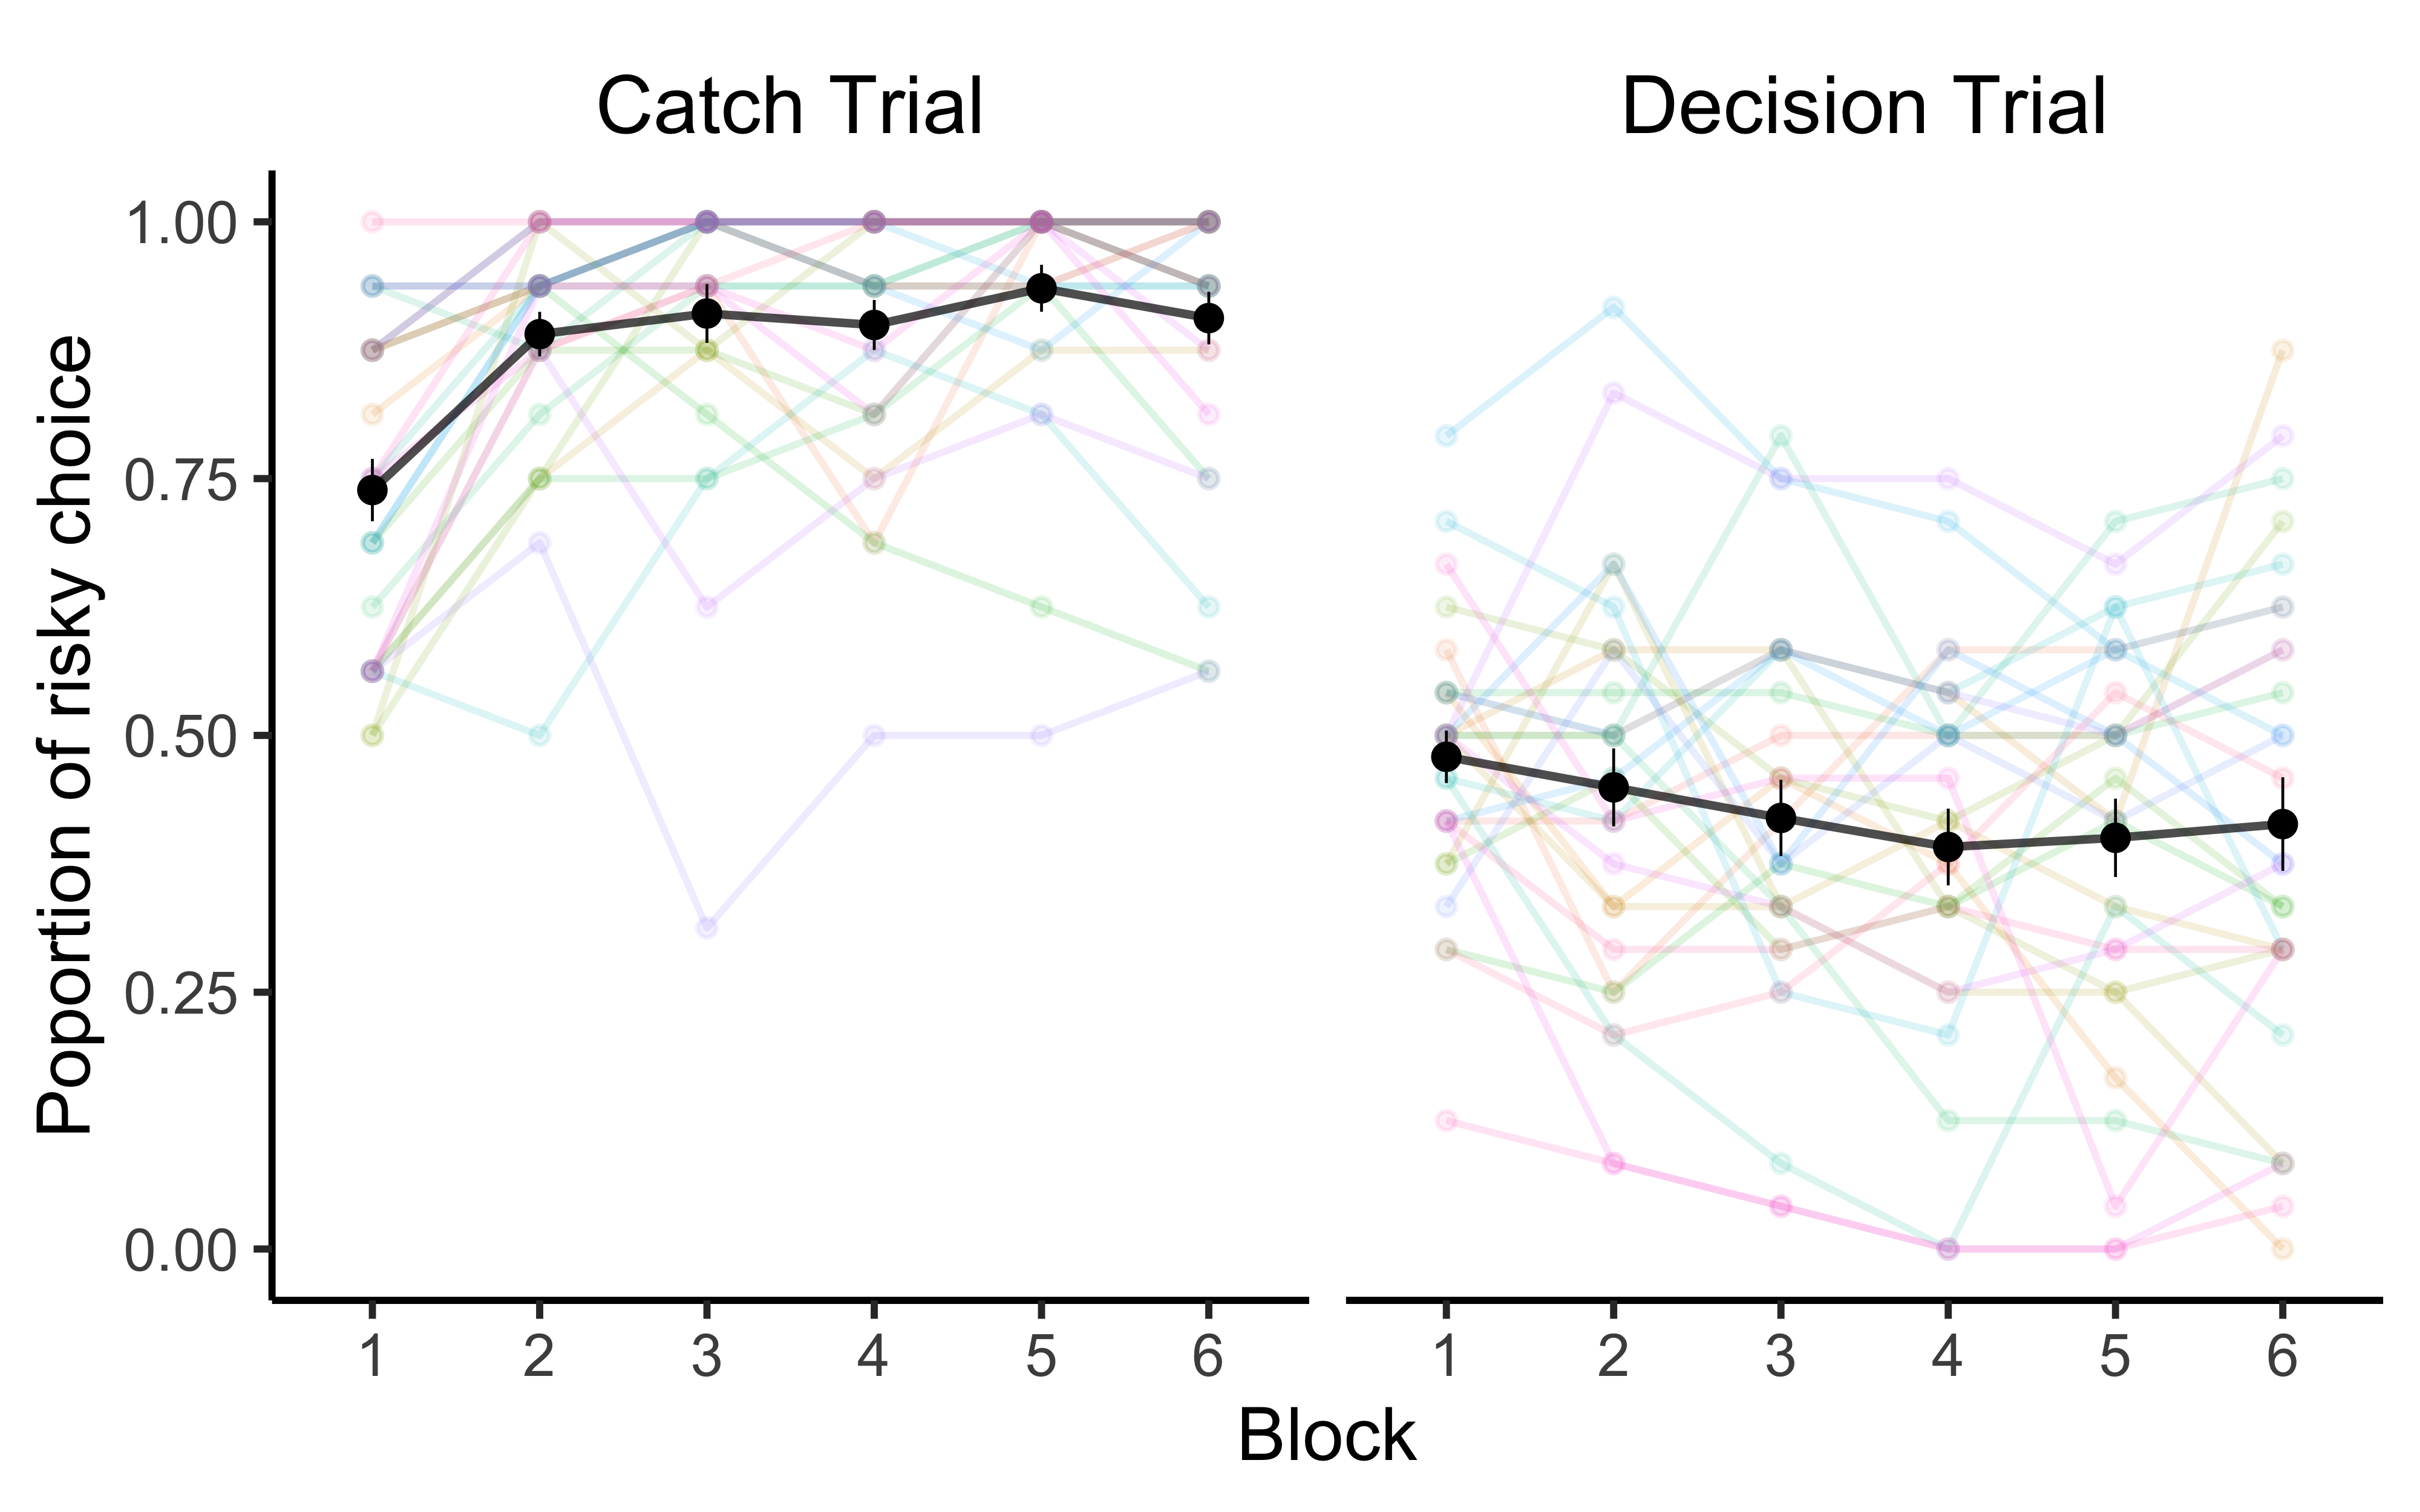 Catch Trial
Decision Trial
Poportion of risky choice
1.00
0.75
0.50
0.25
0.00
1 2 3 4 5 6
1 2 3 4 5 6
Block